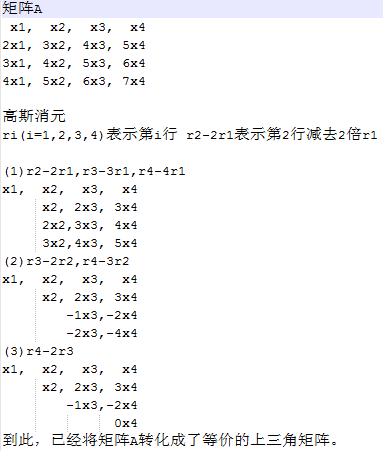 矩阵A
x1, x2, x3, x4
2x1, 3x2, 4x3, 5x4
3x1, 4x2, 5x3, 6x4
4x1, 5x2, 6x3, 7x4
高斯消元
ri(i=1,2,3,4)表示第i行 r2-2r1表示第2行减去2倍r1
(1)r2-2r1,r3-3r1,r4-4r1
x1, x2, x3, x4
x2, 2x3, 3x4
2x2,3x3, 4x4
3x2,4x3, 5x4
(2)r3-2r2,r4-3r2
x1, x2, x3, x4
x2, 2x3, 3x4
-1x3,-2x4
-2x3,-4x4
(3)r4-2r3
x1, x2, x3, x4
x2, 2x3, 3x4
-1x3,-2x4
0x4
到此，已经将矩阵A转化成了等价的上三角矩阵。